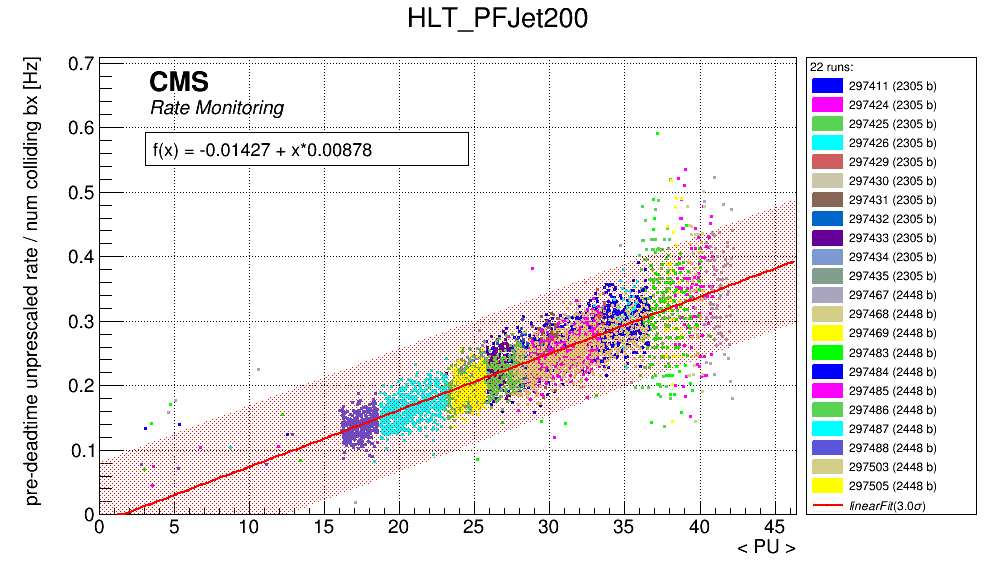 HLT_PFJet200
pre-deadtime unprescaled rate / num colliding bx [Hz]
0.7
0.6
0.5
0.4
0.3
0.2
0.1
0
CMS
Rate Monitoring
f(x) = -0.01427 + x*0.00878
0 5 10 15 20 25 30 35 40 45
< PU >
22 runs:
297411 (2305 b)
297424 (2305 b)
297425 (2305 b)
297426 (2305 b)
297429 (2305 b)
297430 (2305 b)
297431 (2305 b)
297432 (2305 b)
297433 (2305 b)
297434 (2305 b)
297435 (2305 b)
297467 (2448 b)
297468 (2448 b)
297469 (2448 b)
297483 (2448 b)
297484 (2448 b)
297485 (2448 b)
297486 (2448 b)
297487 (2448 b)
297488 (2448 b)
297503 (2448 b)
297505 (2448 b)
linearFit(3.0σ)